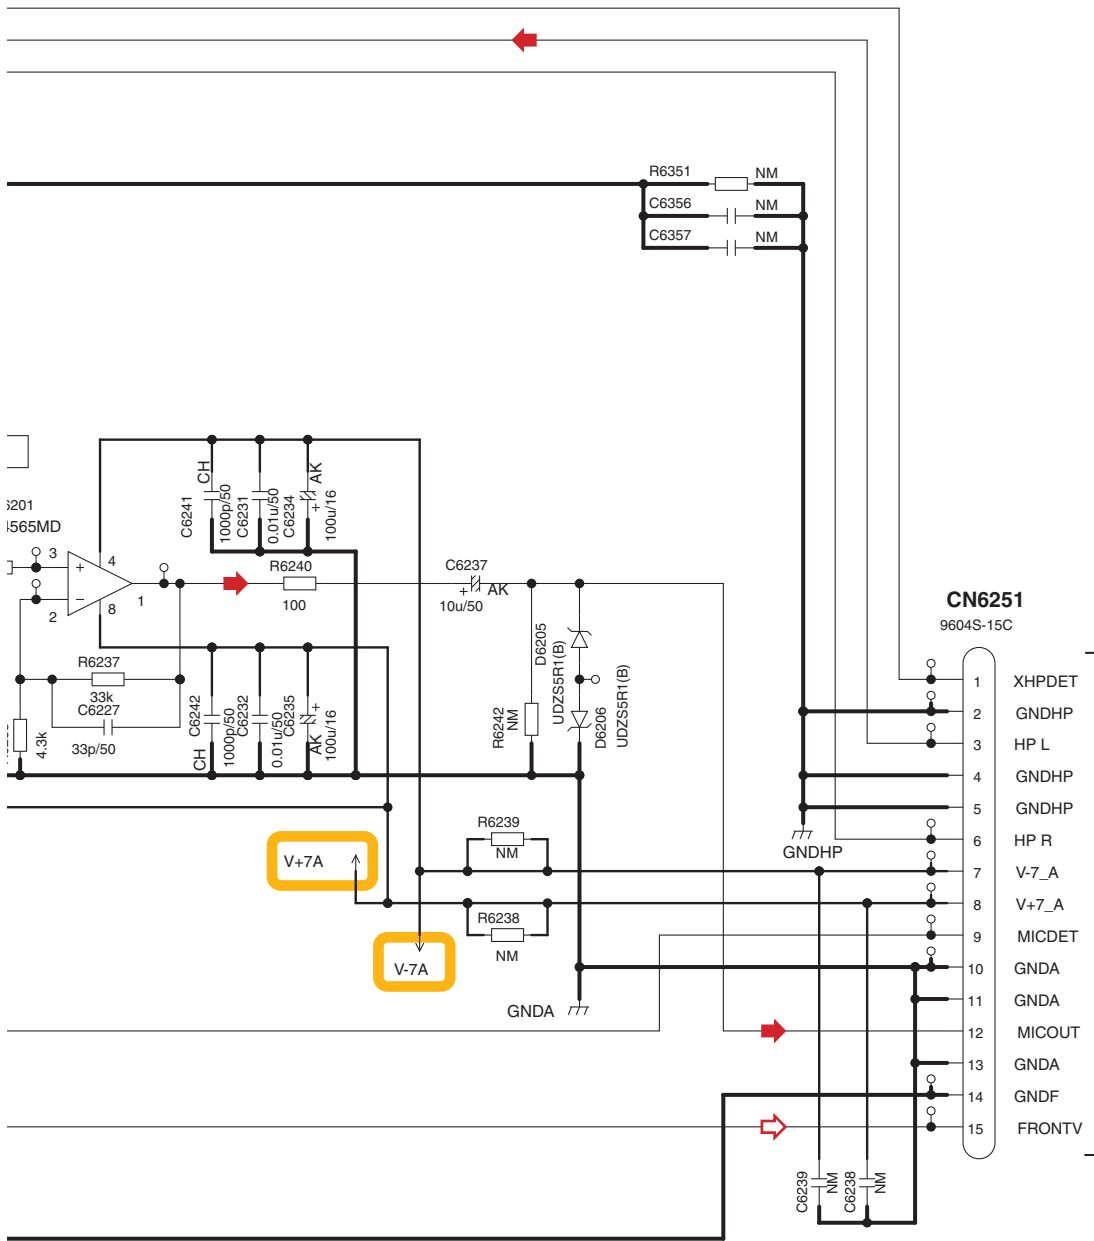 R6351
NM
C6356
NM
C6357
NM
6201
4565MD
C6241
CH
1000p/50
C6231
0.01u/50
C6234
AK
+
100u/16
3
+
4
2
−
8
1
R6240
100
C6237
+
AK
10u/50
R6237
33k
C6227
33p/50
4.3k
C6242
CH
1000p/50
C6232
0.01u/50
C6235
+
AK
100u/16
R6242
NM
D6205
UDZS5R1(B)
D6206
UDZS5R1(B)
CN6251
9604S-15C
1 XHPDET
2 GNDHP
3 HP L
4 GNDHP
5 GNDHP
6 HP R
7 V-7_A
8 V+7_A
9 MICDET
10 GNDA
11 GNDA
12 MICOUT
13 GNDA
14 GNDF
15 FRONTV
GNDHP
R6239
NM
V+7A
R6238
NM
V-7A
GNDA
C6239
NM
C6238
NM